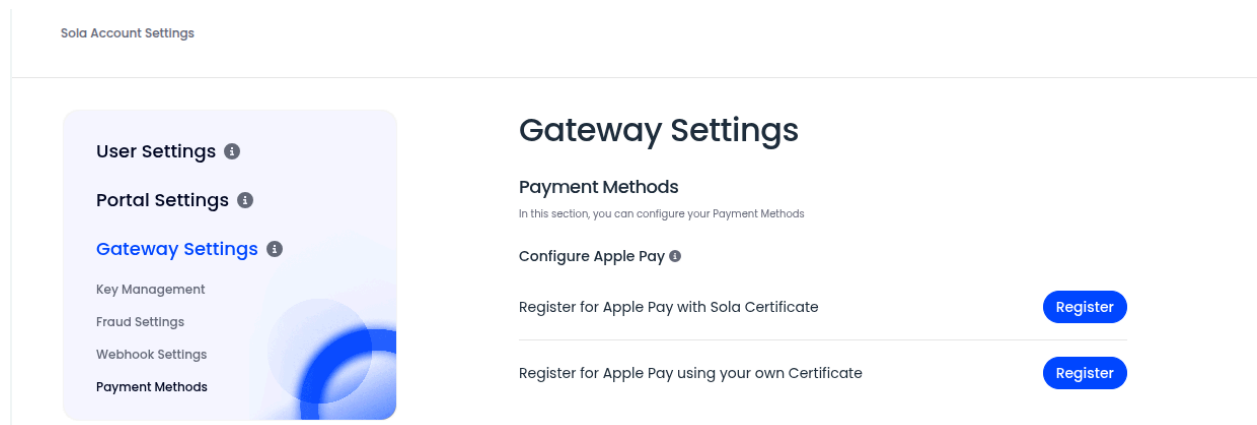 Sola Account Settings
User Settings
Portal Settings
Gateway Settings
Key Management
Fraud Settings
Webhook Settings
Payment Methods
Gateway Settings
Payment Methods
In this section, you can configure your Payment Methods
Configure Apple Pay
Register for Apple Pay with Sola Certificate
Register
Register for Apple Pay using your own Certificate
Register